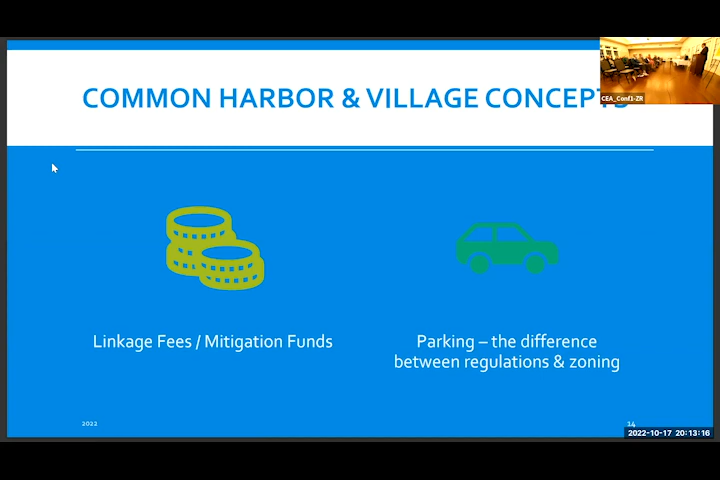 COMMON HARBOR & VILLAGE CONCEPTS
CEA_Conf1-ZR
Linkage Fees / Mitigation Funds
Parking – the difference
between regulations & zoning
2022
14
2022-10-17 20:13:16